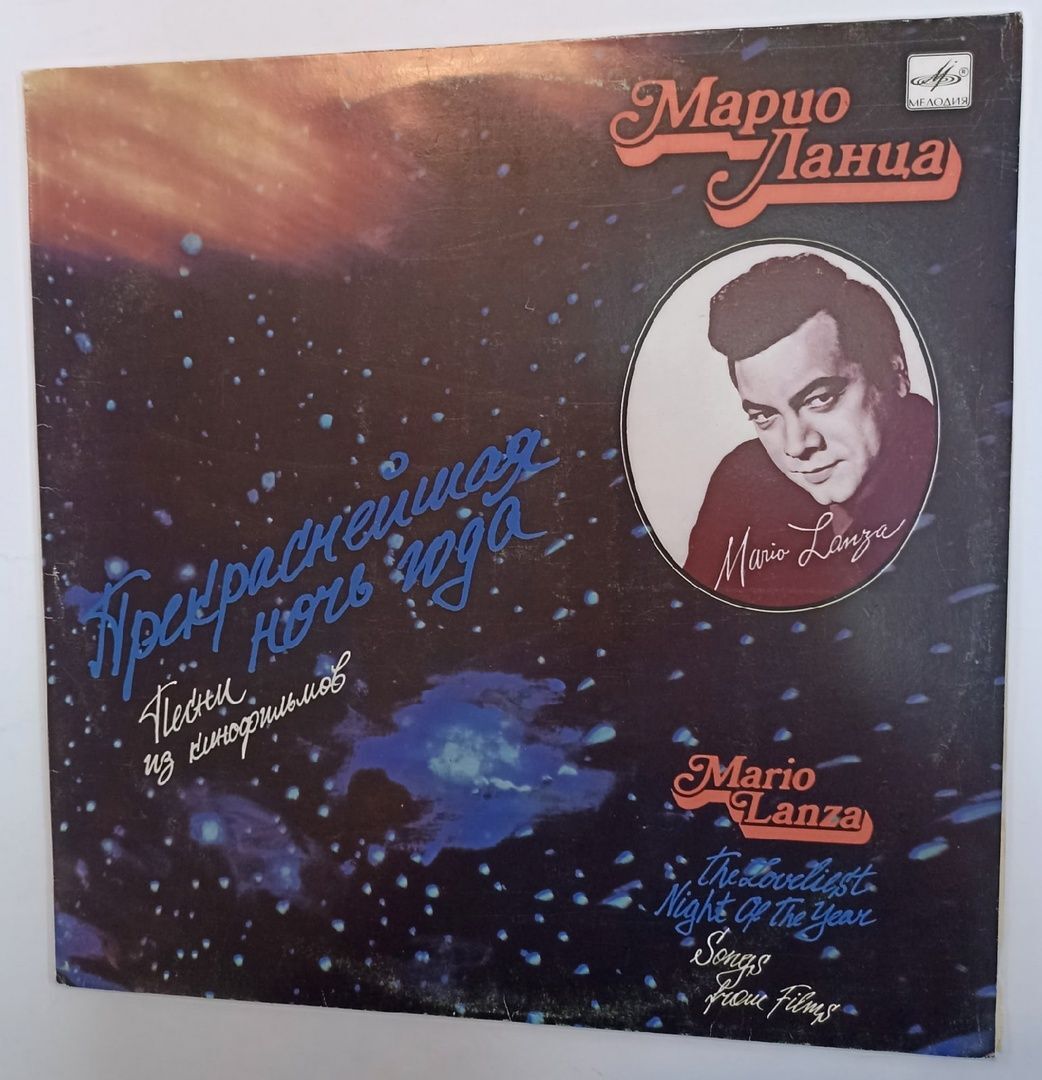 Марио
Ланца
МЕЛОДИЯ
Mario Lanza
Прекраснейшая
ночь года
Песни
из кинофильмов
Mario
Lanza
The Loveliest
Night Of The Year
Songs
from Films